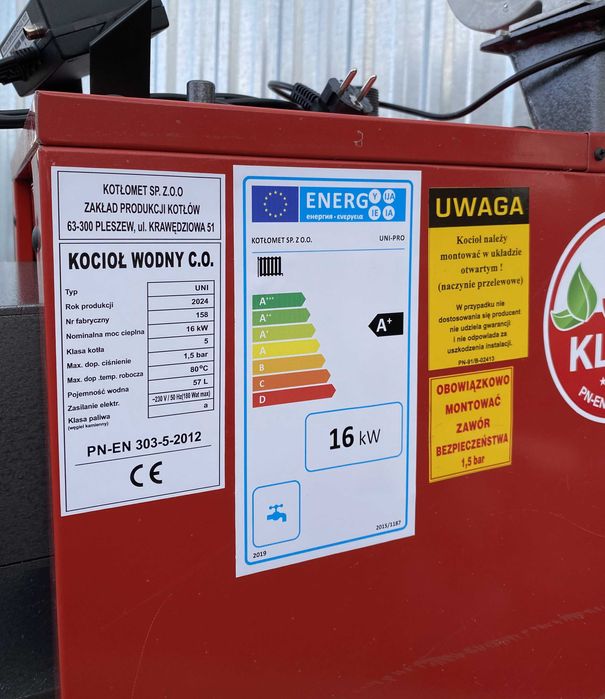 KOTŁOMET SP. Z.O.O
ZAKŁAD PRODUKCJI KOTŁÓW
63-300 PLESZEW, ul. KRAWĘDZIOWA 51
KOCIOŁ WODNY C.O.
Typ UNI
Rok produkcji 2024
Nr fabryczny 158
Nominalna moc cieplna 16 kW
Klasa kotła 5
Max. dop. ciśnienie 1,5 bar
Max. dop .temp. robocza 80°C
Pojemność wodna 57 L
Zasilanie elektr. ~230 V / 50 Hz(180 Wat max)
Klasa paliwa a
(węgiel kamienny)
PN-EN 303-5-2012
CE
ENERG Y IJA IE IA
енергия · ενεργεια
KOTŁOMET SP. Z O.O. UNI-PRO
A+++
A++
A+
A
B
C
D
A+
16 kW
2019 2015/1187
UWAGA
Kocioł należy
montować w układzie
otwartym !
(naczynie przelewowe)
W przypadku nie
dostosowania się producent
nie udziela gwarancji
i nie odpowiada za
uszkodzenia instalacji.
PN-91/B-02413
OBOWIĄZKOWO
MONTOWAĆ
ZAWÓR
BEZPIECZEŃSTWA
1,5 bar
KL
PN-EN